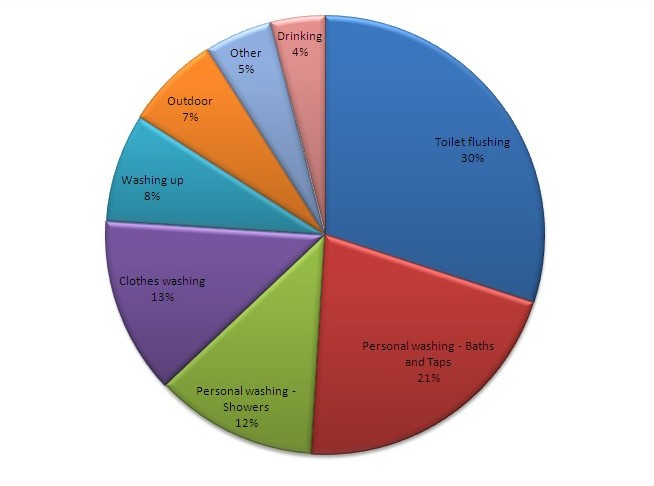 Drinking
4%
Toilet flushing
30%
Personal washing - Baths
and Taps
21%
Personal washing -
Showers
12%
Clothes washing
13%
Washing up
8%
Outdoor
7%
Other
5%